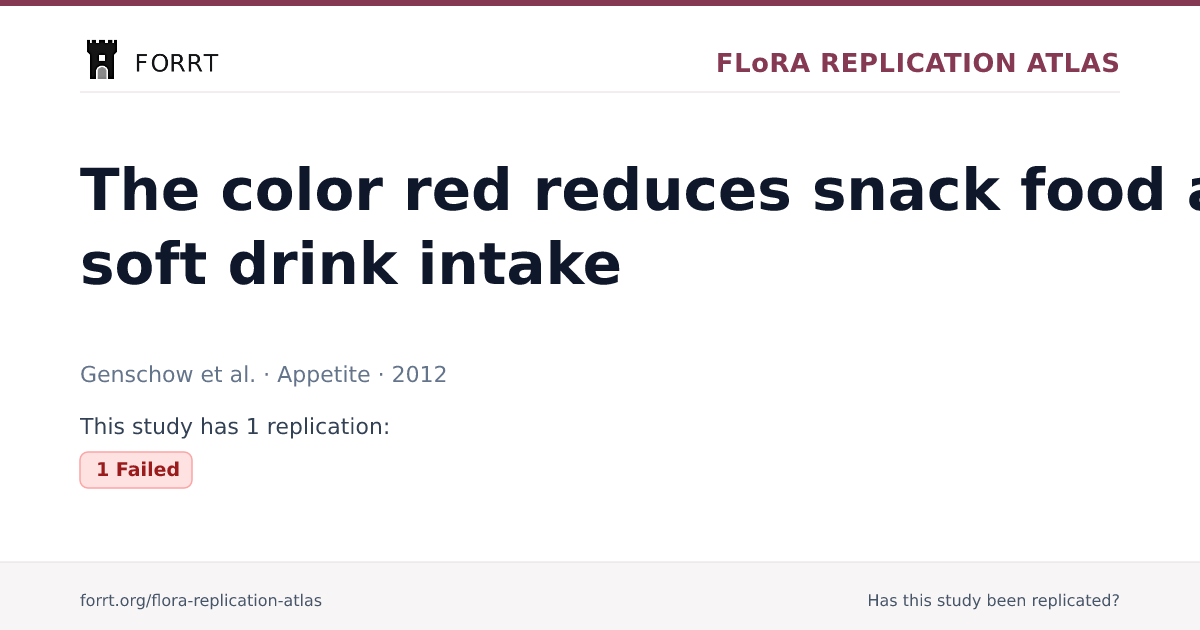 FORRT
FLoRA REPLICATION ATLAS
The color red reduces snack food
soft drink intake
Genschow et al. · Appetite · 2012
This study has 1 replication:
1 Failed
forrt.org/flora-replication-atlas
Has this study been replicated?